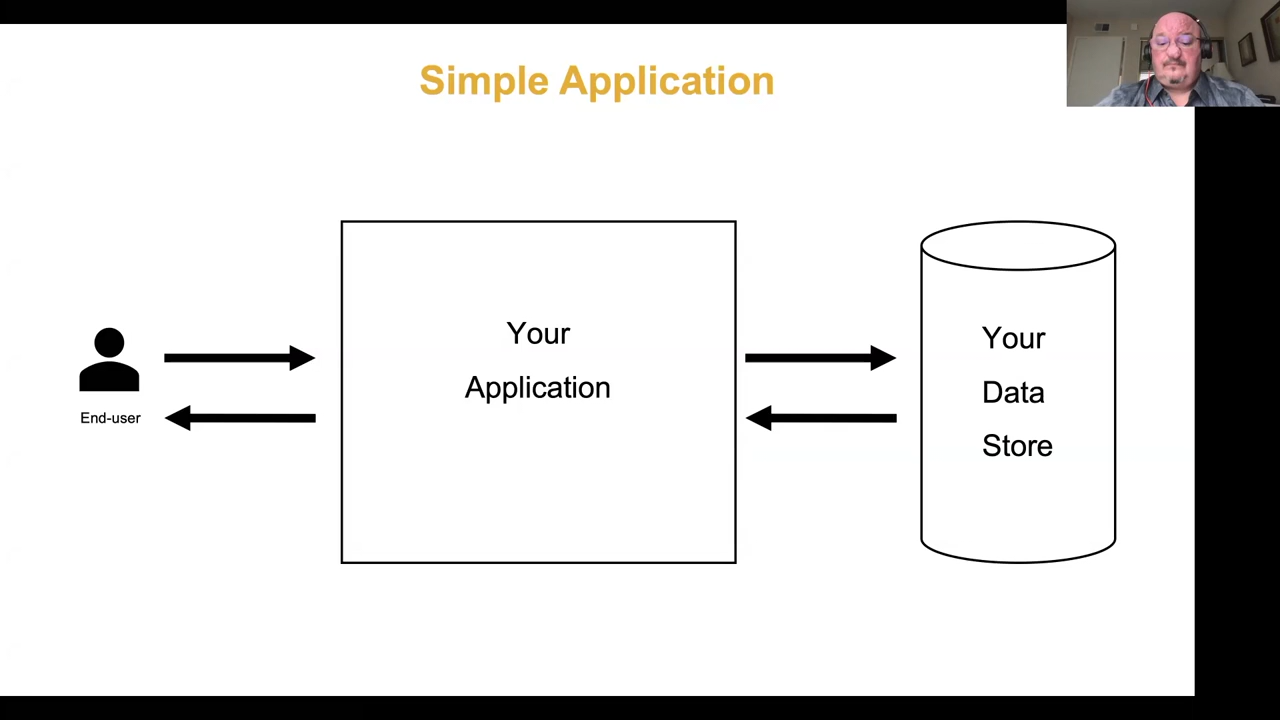 Simple Application
End-user
Your
Application
Your
Data
Store